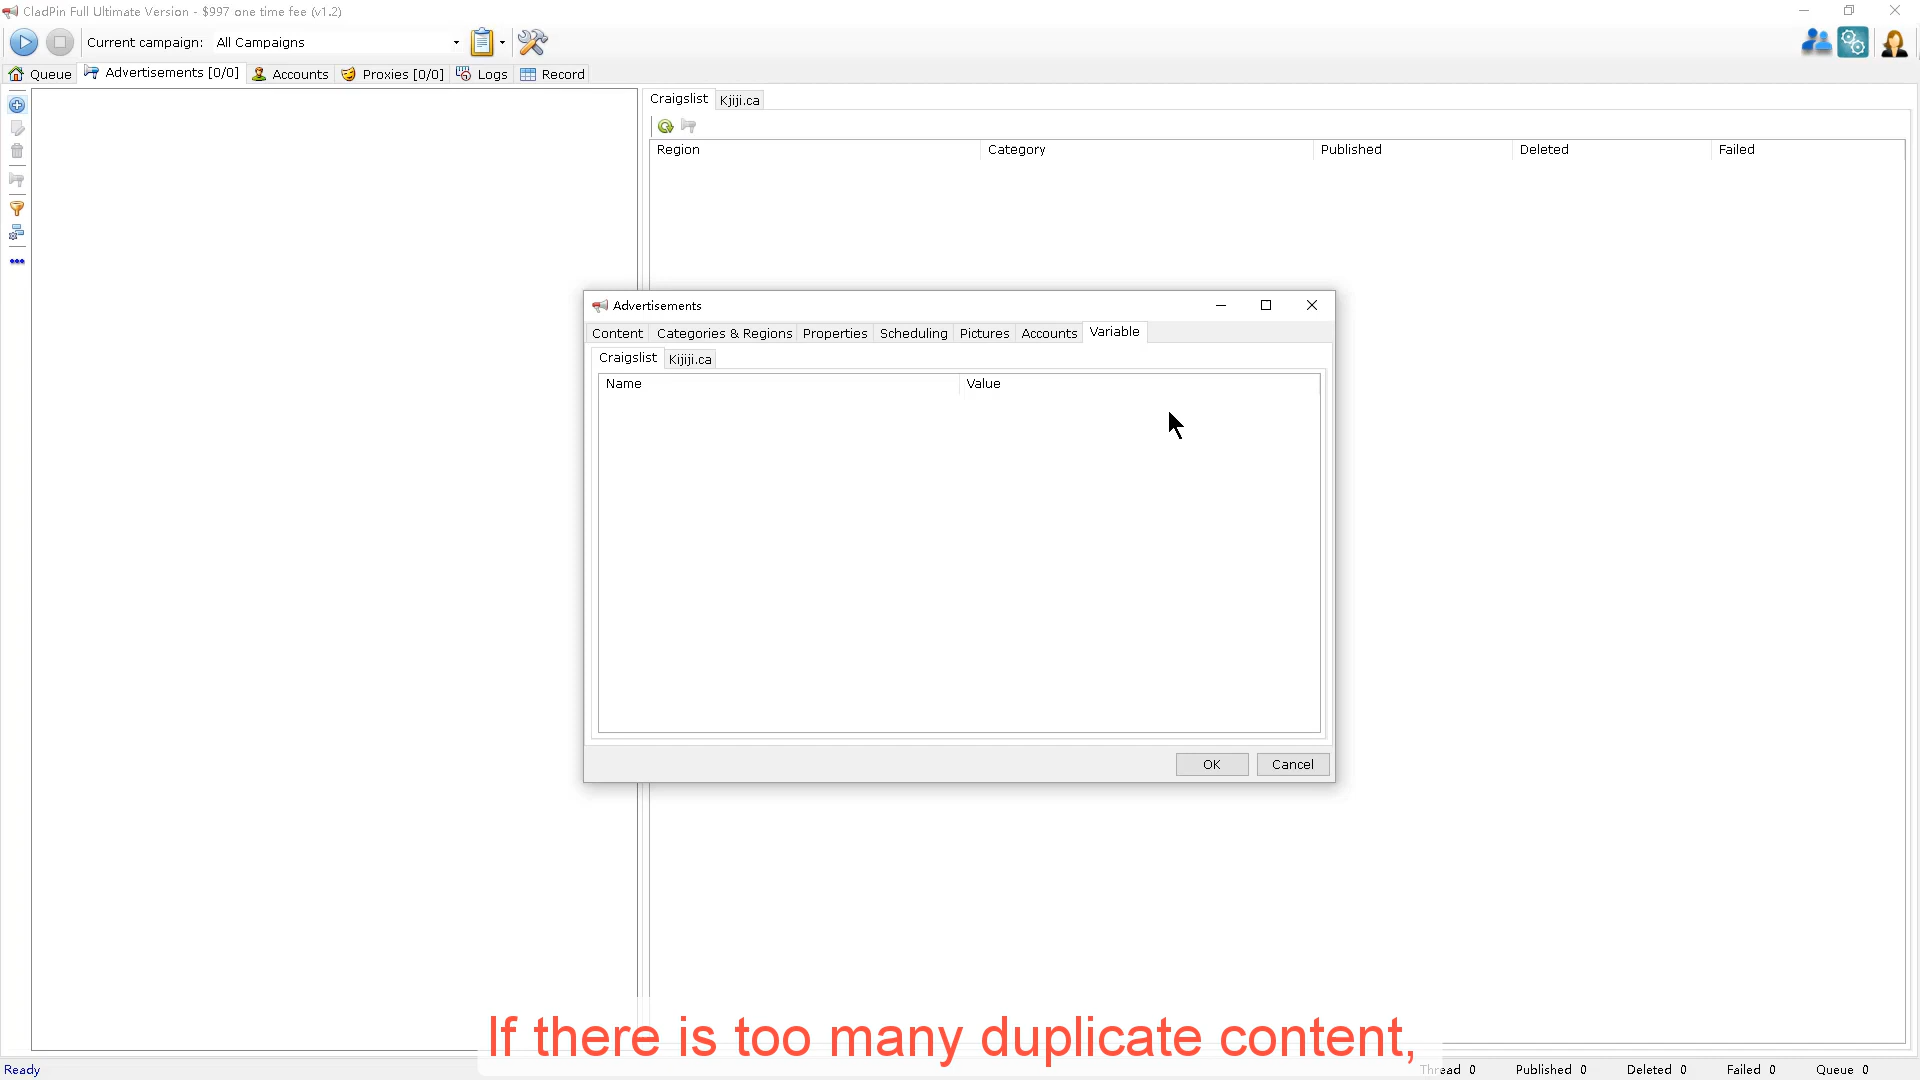 CladPin Full Ultimate Version - $997 one time fee (v1.2)
Current campaign: All Campaigns
Queue Advertisements [0/0] Accounts Proxies [0/0] Logs Record
Craigslist Kjiji.ca
Region Category Published Deleted Failed
Advertisements
Content Categories & Regions Properties Scheduling Pictures Accounts Variable
Craigslist Kijiji.ca
Name Value
OK Cancel
If there is too many duplicate content,
Ready Thread 0 Published 0 Deleted 0 Failed 0 Queue 0